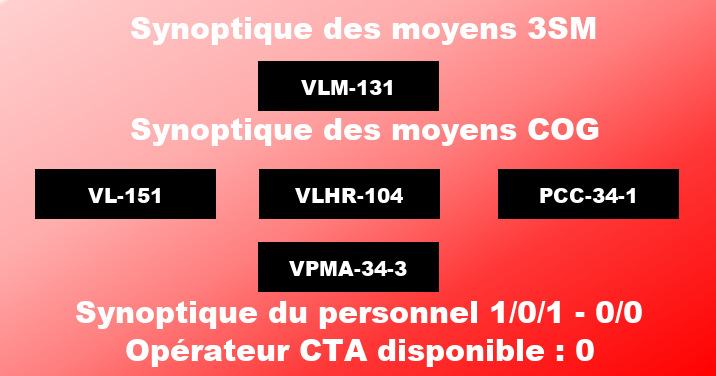 Synoptique des moyens 3SM
VLM-131
Synoptique des moyens COG
VL-151 VLHR-104 PCC-34-1
VPMA-34-3
Synoptique du personnel 1/0/1 - 0/0
Opérateur CTA disponible : 0